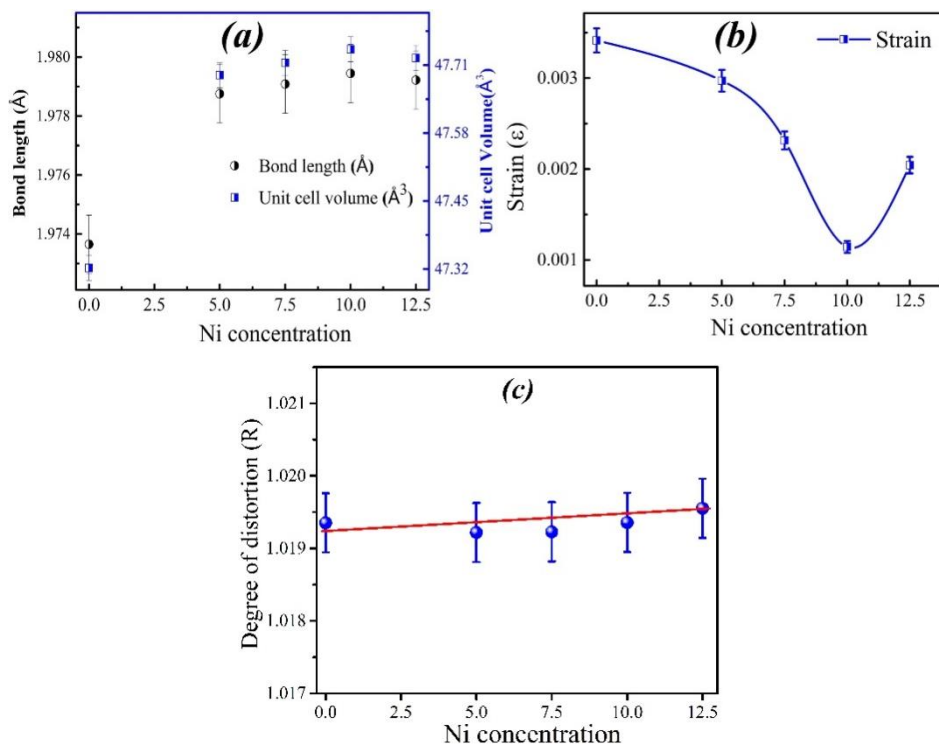 (a)
1.980
1.978
1.976
1.974
Bond length (Å)
47.71
47.58
47.45
47.32
Unit cell Volume(Å³)
Bond length (Å)
Unit cell volume (Å³)
0.0 2.5 5.0 7.5 10.0 12.5
Ni concentration
(b)
Strain
0.003
0.002
0.001
Strain (ε)
0.0 2.5 5.0 7.5 10.0 12.5
Ni concentration
(c)
1.021
1.020
1.019
1.018
1.017
Degree of distortion (R)
0.0 2.5 5.0 7.5 10.0 12.5
Ni concentration